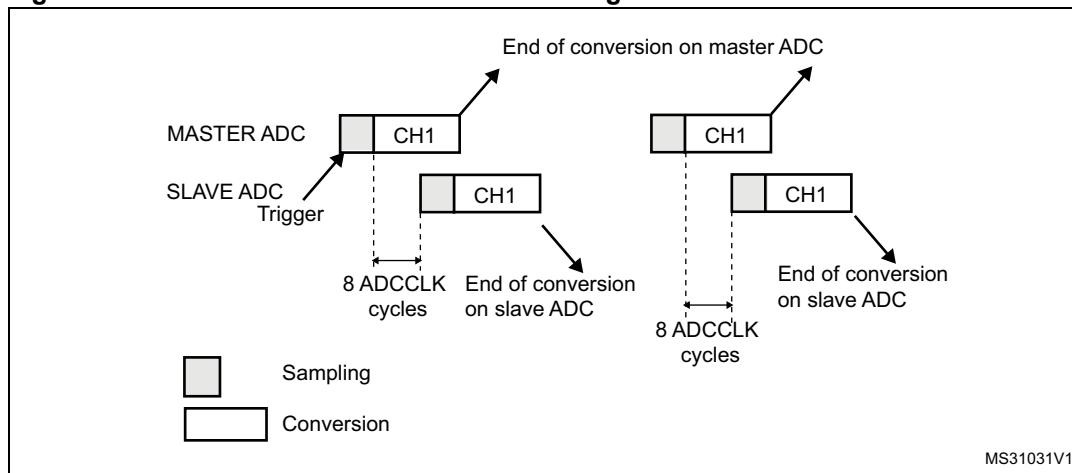 End of conversion on master ADC
MASTER ADC
CH1
CH1
SLAVE ADC
Trigger
CH1
CH1
8 ADCCLK
cycles
End of conversion
on slave ADC
8 ADCCLK
cycles
End of conversion
on slave ADC
Sampling
Conversion
MS31031V1